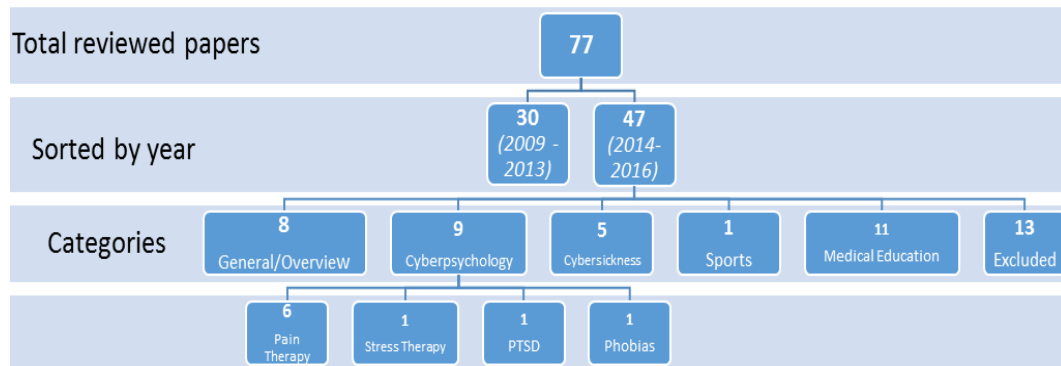 Total reviewed papers
77
Sorted by year
30
(2009 -
2013)
47
(2014-
2016)
Categories
8
General/Overview
9
Cyberpsychology
5
Cybersickness
1
Sports
11
Medical Education
13
Excluded
6
Pain
Therapy
1
Stress Therapy
1
PTSD
1
Phobias